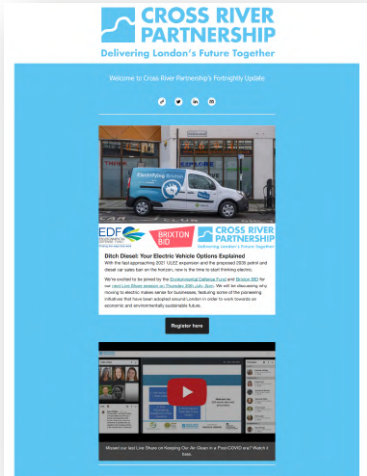 CROSS RIVER
PARTNERSHIP
Delivering London's Future Together
Welcome to Cross River Partnership's Fortnightly Update
Electrifying Brixton
EDF
BRIXTON
BID
CROSS RIVER
PARTNERSHIP
Delivering London's Future Together
Ditch Diesel: Your Electric Vehicle Options Explained
With the fast approaching 2021 ULEZ expansion and the proposed 2035 petrol and
diesel car sales ban on the horizon, now is the time to start thinking electric.
We're excited to be joined by the Environmental Defense Fund and Brixton BID for
our next Live Share session on Thursday. We will be discussing why
moving to electric makes sense for businesses, featuring some of the pioneering
initiatives that have been adopted around London in order to work towards an
economic and environmentally sustainable future.
Register here
Missed our last Live Share on Keeping Our Air Clean in a Post-COVID era? Watch it
here.